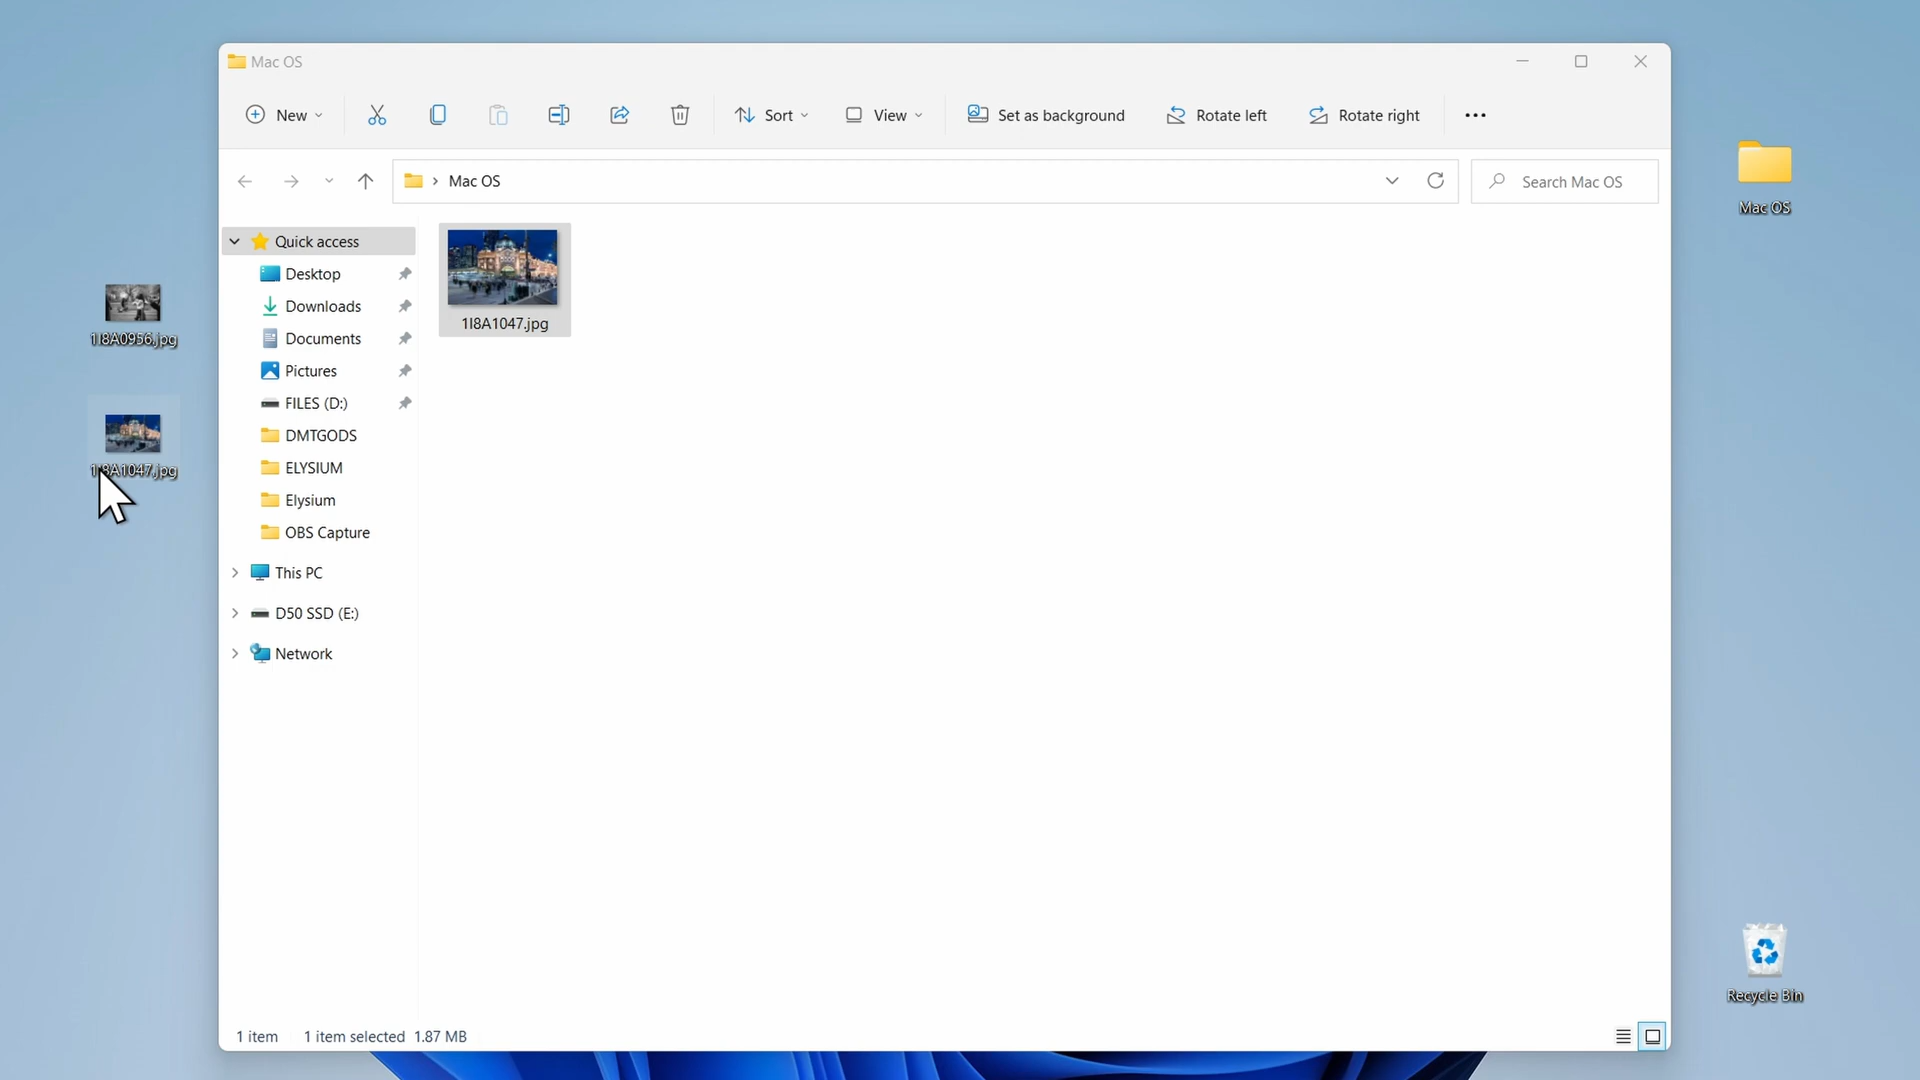 Mac OS
New
Sort
View
Set as background
Rotate left
Rotate right
Mac OS
Search Mac OS
Quick access
Desktop
Downloads
Documents
Pictures
FILES (D:)
DMTGODS
ELYSIUM
Elysium
OBS Capture
This PC
D50 SSD (E:)
Network
1I8A1047.jpg
1 item
1 item selected 1.87 MB
1I8A0956.jpg
1I8A1047.jpg
Mac OS
Recycle Bin